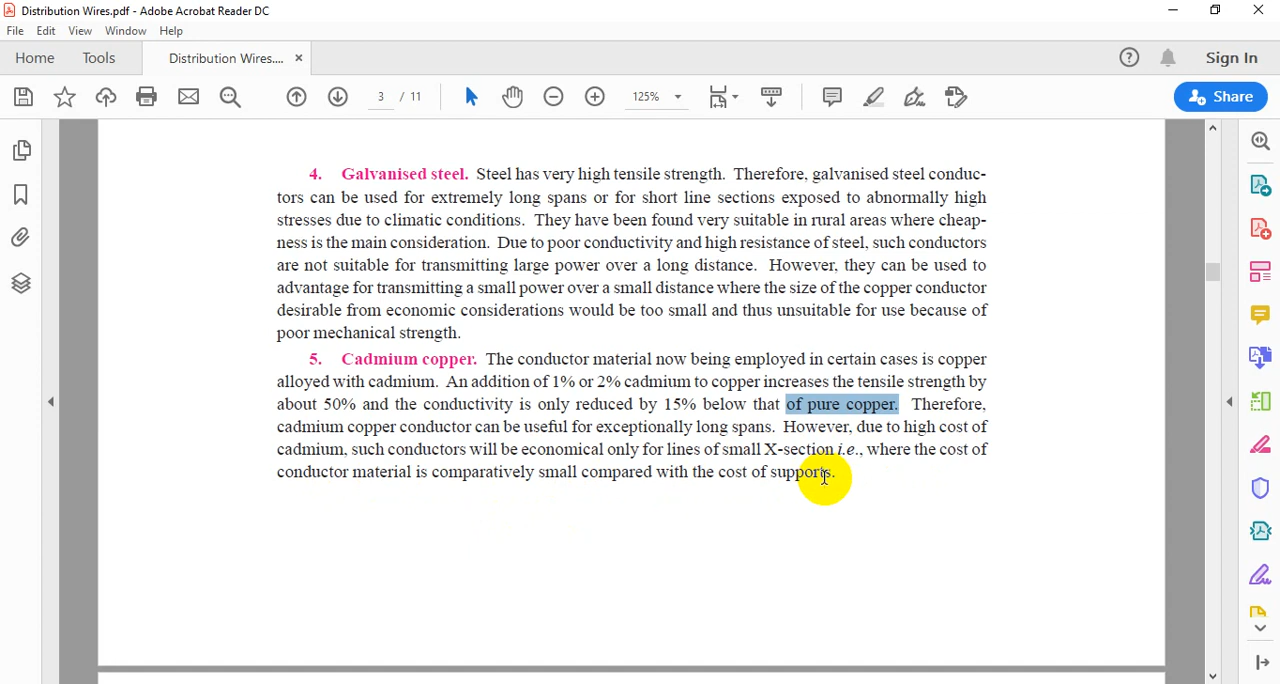 Distribution Wires.pdf - Adobe Acrobat Reader DC
File Edit View Window Help
Home Tools Distribution Wires.... × Sign In
3 / 11 125% Share
4. Galvanised steel. Steel has very high tensile strength. Therefore, galvanised steel conduc-
tors can be used for extremely long spans or for short line sections exposed to abnormally high
stresses due to climatic conditions. They have been found very suitable in rural areas where cheap-
ness is the main consideration. Due to poor conductivity and high resistance of steel, such conductors
are not suitable for transmitting large power over a long distance. However, they can be used to
advantage for transmitting a small power over a small distance where the size of the copper conductor
desirable from economic considerations would be too small and thus unsuitable for use because of
poor mechanical strength.
5. Cadmium copper. The conductor material now being employed in certain cases is copper
alloyed with cadmium. An addition of 1% or 2% cadmium to copper increases the tensile strength by
about 50% and the conductivity is only reduced by 15% below that of pure copper. Therefore,
cadmium copper conductor can be useful for exceptionally long spans. However, due to high cost of
cadmium, such conductors will be economical only for lines of small X-section i.e., where the cost of
conductor material is comparatively small compared with the cost of supports.